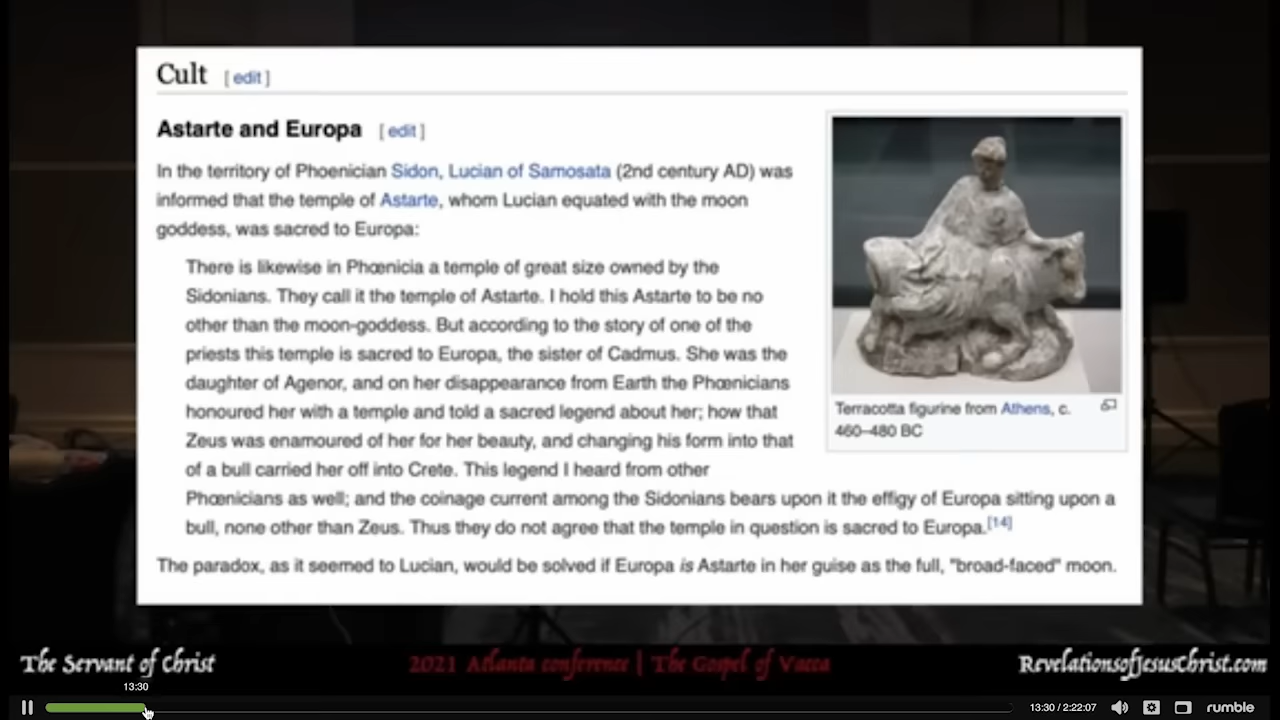 Cult [ edit ]
Astarte and Europa [ edit ]
In the territory of Phoenician Sidon, Lucian of Samosata (2nd century AD) was
informed that the temple of Astarte, whom Lucian equated with the moon
goddess, was sacred to Europa:
There is likewise in Phœnicia a temple of great size owned by the
Sidonians. They call it the temple of Astarte. I hold this Astarte to be no
other than the moon-goddess. But according to the story of one of the
priests this temple is sacred to Europa, the sister of Cadmus. She was the
daughter of Agenor, and on her disappearance from Earth the Phœnicians
honoured her with a temple and told a sacred legend about her; how that
Zeus was enamoured of her for her beauty, and changing his form into that
of a bull carried her off into Crete. This legend I heard from other
Phœnicians as well; and the coinage current among the Sidonians bears upon it the effigy of Europa sitting upon a
bull, none other than Zeus. Thus they do not agree that the temple in question is sacred to Europa.[14]
The paradox, as it seemed to Lucian, would be solved if Europa is Astarte in her guise as the full, "broad-faced" moon.
Terracotta figurine from Athens, c.
460–480 BC
The Servant of Christ
2021 Atlanta conference | The Gospel of Vacca
RevelationsofJesusChrist.com
13:30
13:30 / 2:22:07
rumble